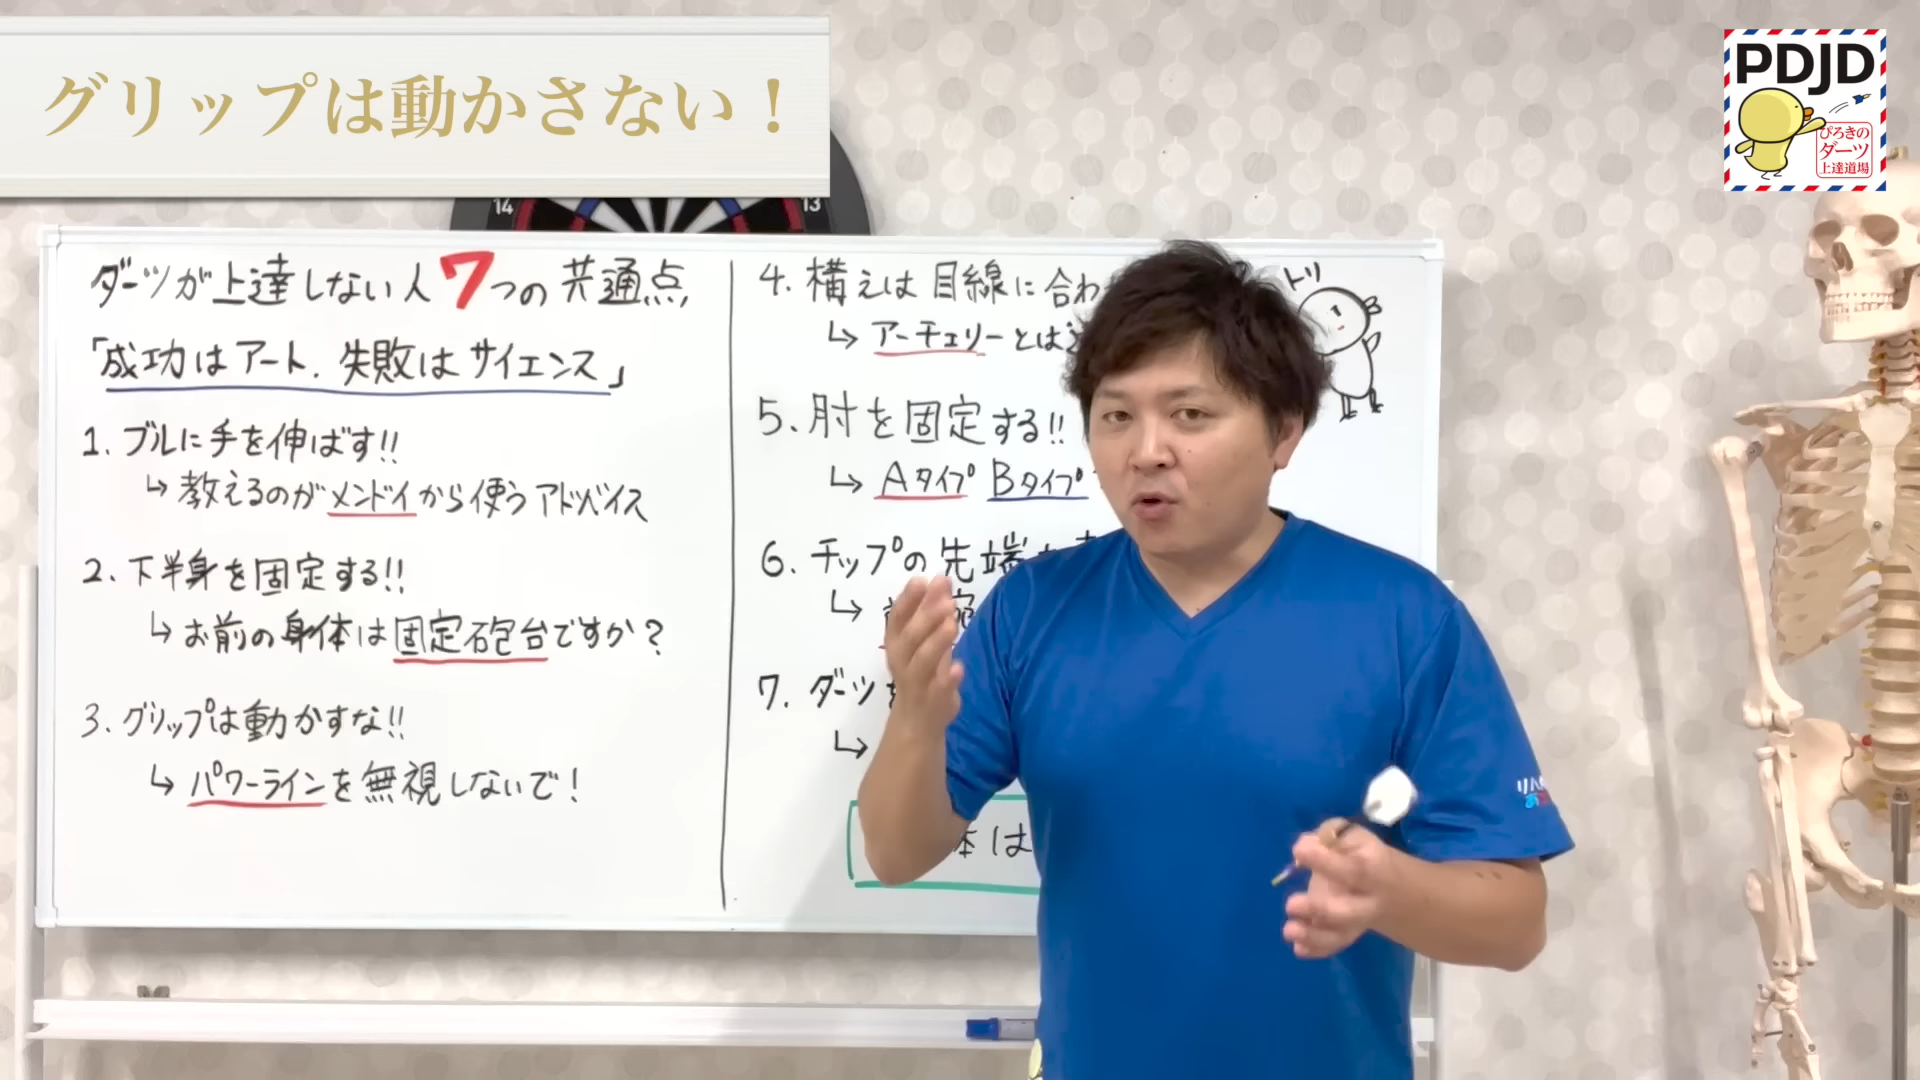 グリップは動かさない！
PDJD
ぴろきの
ダーツ
上達道場
14
13
ダーツが上達しない人7つの共通点
「成功はアート.失敗はサイエンス」
1.ブルに手を伸ばす!!
↳教えるのがメンドイから使うアドバイス
2.下半身を固定する!!
↳お前の身体は固定砲台ですか?
3.グリップは動かすな!!
↳パワーラインを無視しないで!
4.構えは目線に合わ
↳アーチェリーとは
トリ
5.肘を固定する!!
↳Aタイプ Bタイプ
6.チップの先端
↳
7.ダーツ
↳
体は
リハ